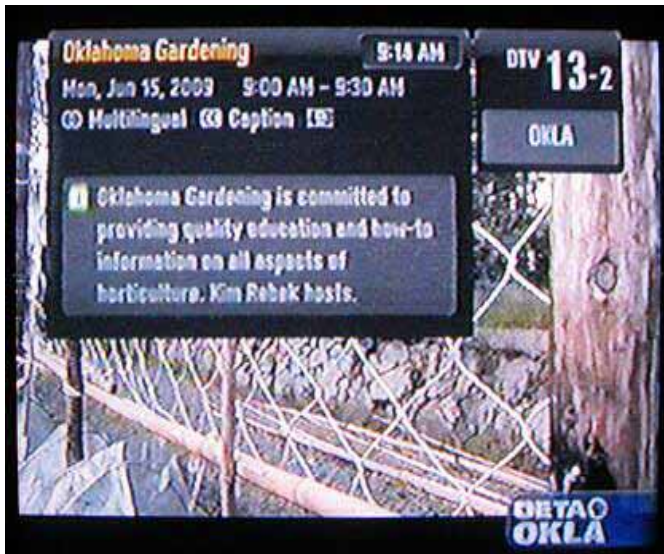 Oklahoma Gardening
9:14 AM
Mon, Jun 15, 2009 9:00 AM - 9:30 AM
Multilingual CC Caption
DTV 13-2
OKLA
i Oklahoma Gardening is committed to
providing quality education and how-to
information on all aspects of
horticulture. Kim Rebek hosts.
OETA
OKLA